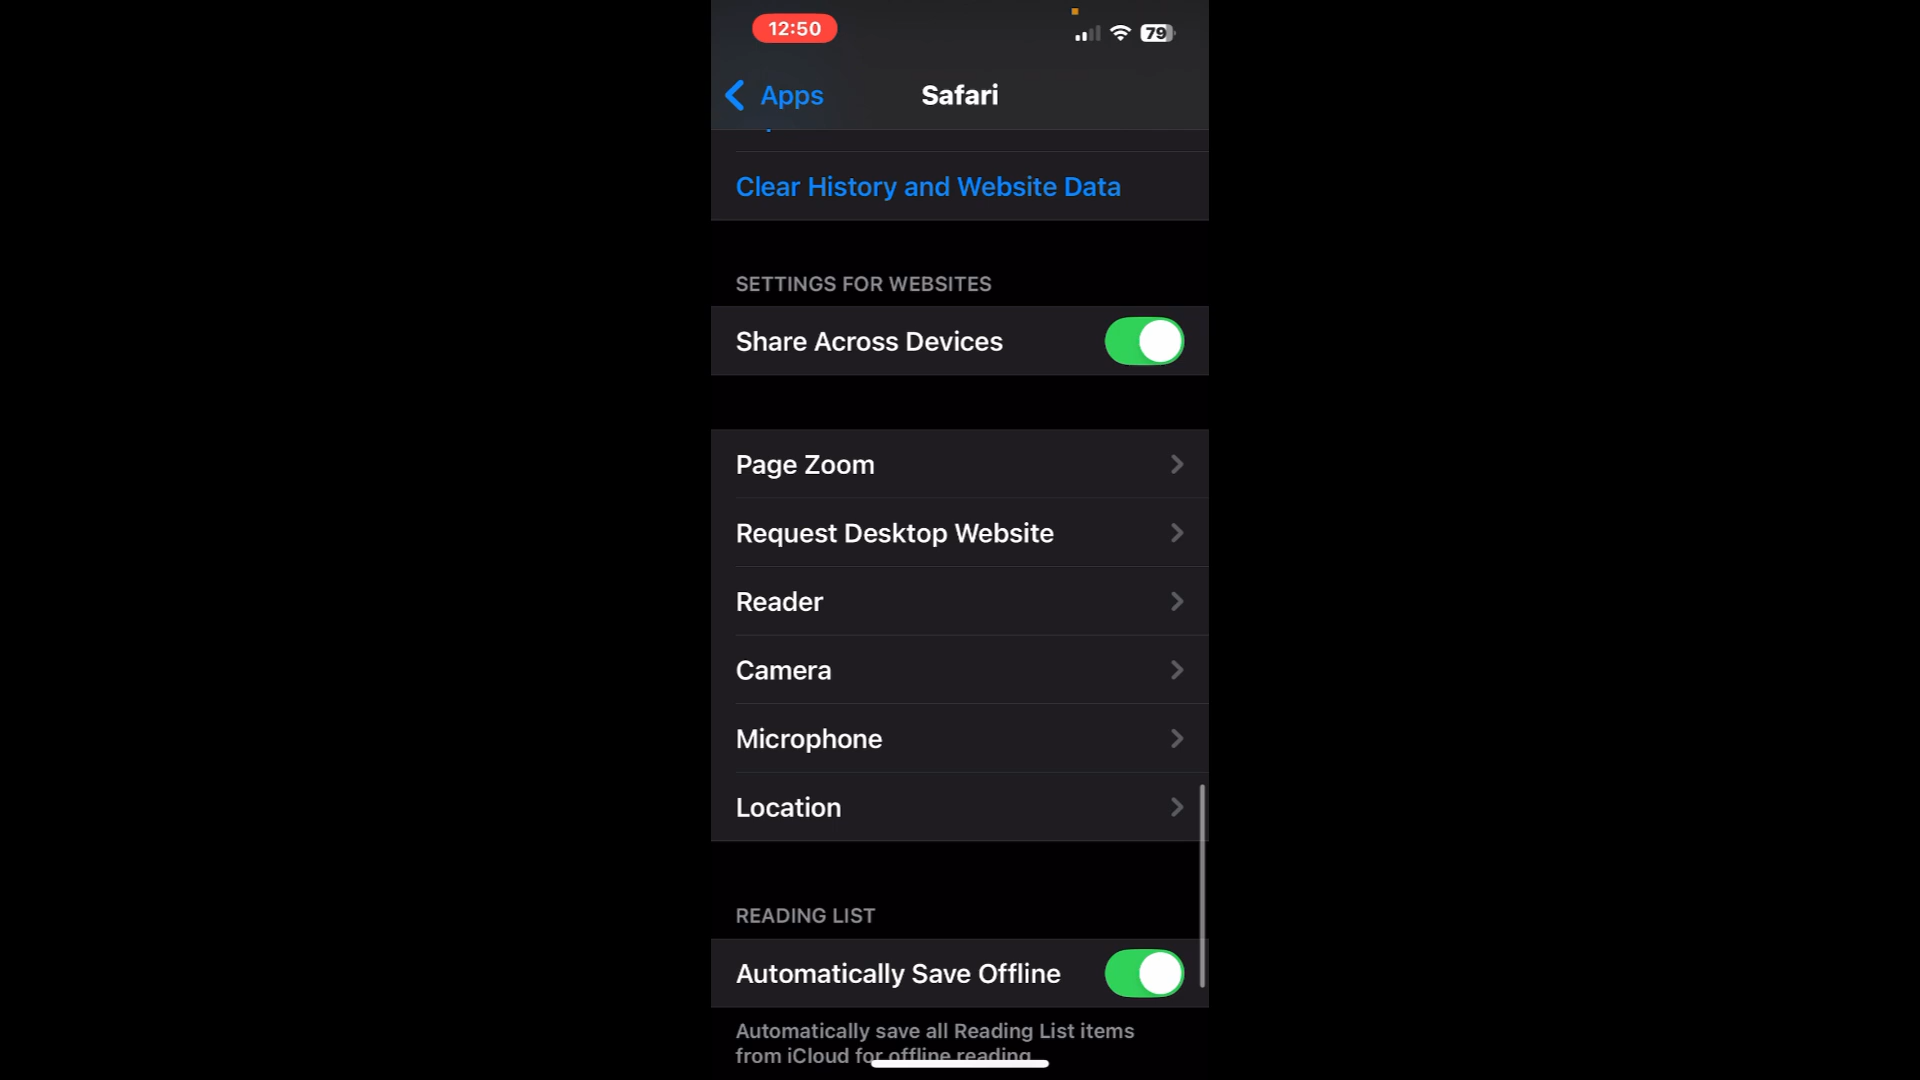 12:50
79
Apps
Safari
Clear History and Website Data
SETTINGS FOR WEBSITES
Share Across Devices
Page Zoom
Request Desktop Website
Reader
Camera
Microphone
Location
READING LIST
Automatically Save Offline
Automatically save all Reading List items
from iCloud for offline reading